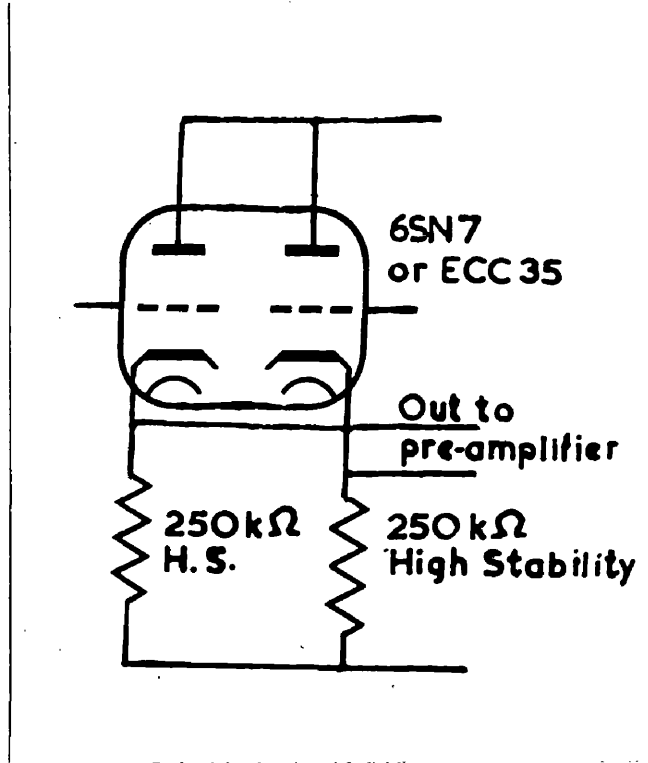 6SN7
or ECC35
Out to
pre-amplifier
250kΩ
H.S.
250kΩ
High Stability